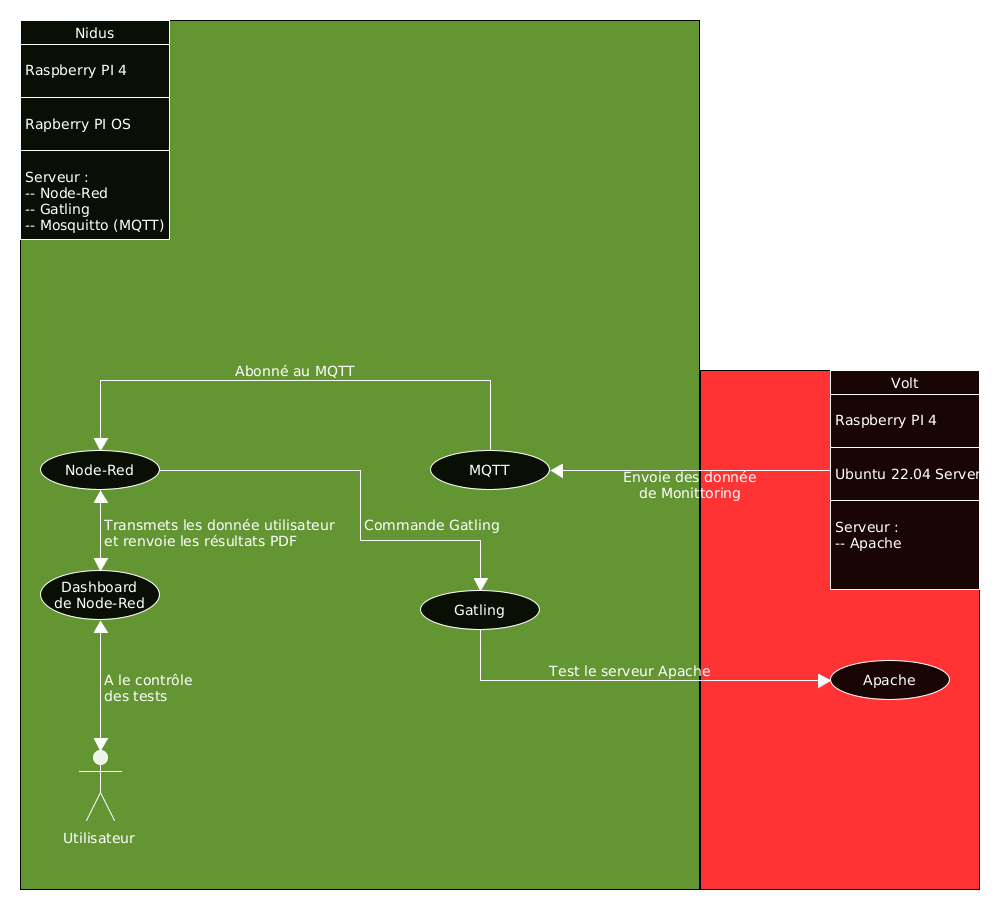 Nidus
Raspberry PI 4
Rapberry PI OS
Serveur :
-- Node-Red
-- Gatling
-- Mosquitto (MQTT)
Abonné au MQTT
Volt
Raspberry PI 4
Ubuntu 22.04 Server
Serveur :
-- Apache
Node-Red
MQTT
Envoie des donnée
de Monittoring
Transmets les donnée utilisateur
et renvoie les résultats PDF
Commande Gatling
Dashboard
de Node-Red
Gatling
Test le serveur Apache
Apache
A le contrôle
des tests
Utilisateur